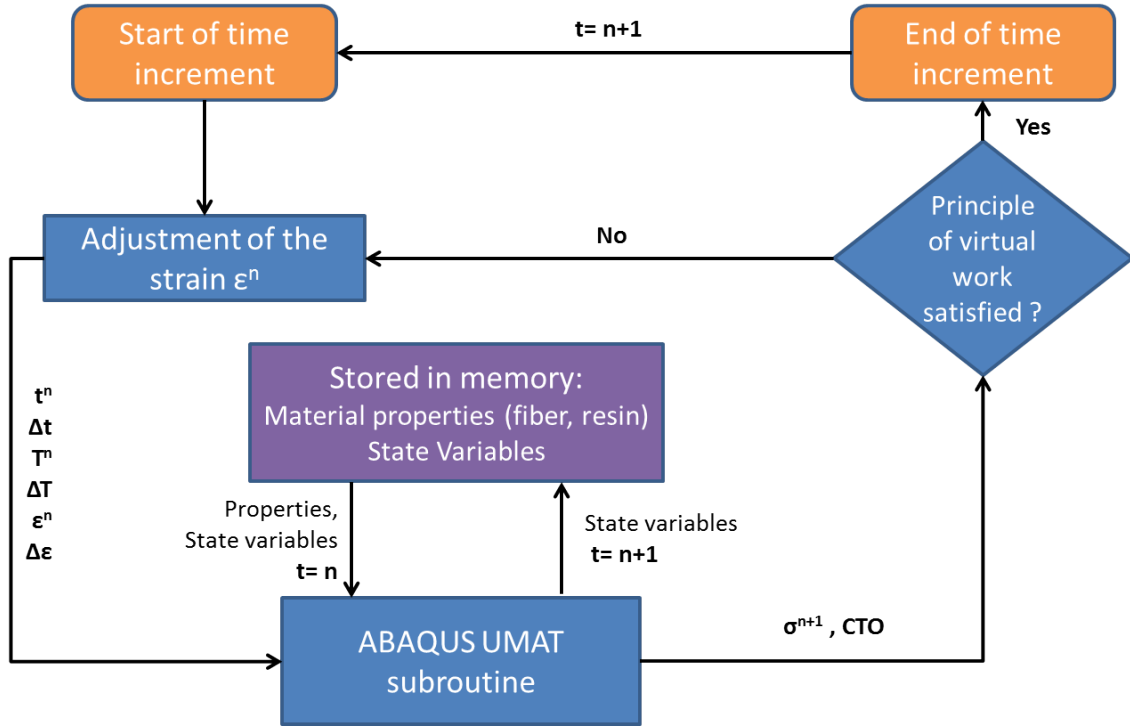 Start of time
increment
t= n+1
End of time
increment
Yes
Adjustment of the
strain εⁿ
No
Principle
of virtual
work
satisfied ?
tⁿ
Δt
Tⁿ
ΔT
εⁿ
Δε
Stored in memory:
Material properties (fiber, resin)
State Variables
Properties,
State variables
t= n
State variables
t= n+1
ABAQUS UMAT
subroutine
σⁿ⁺¹ , CTO